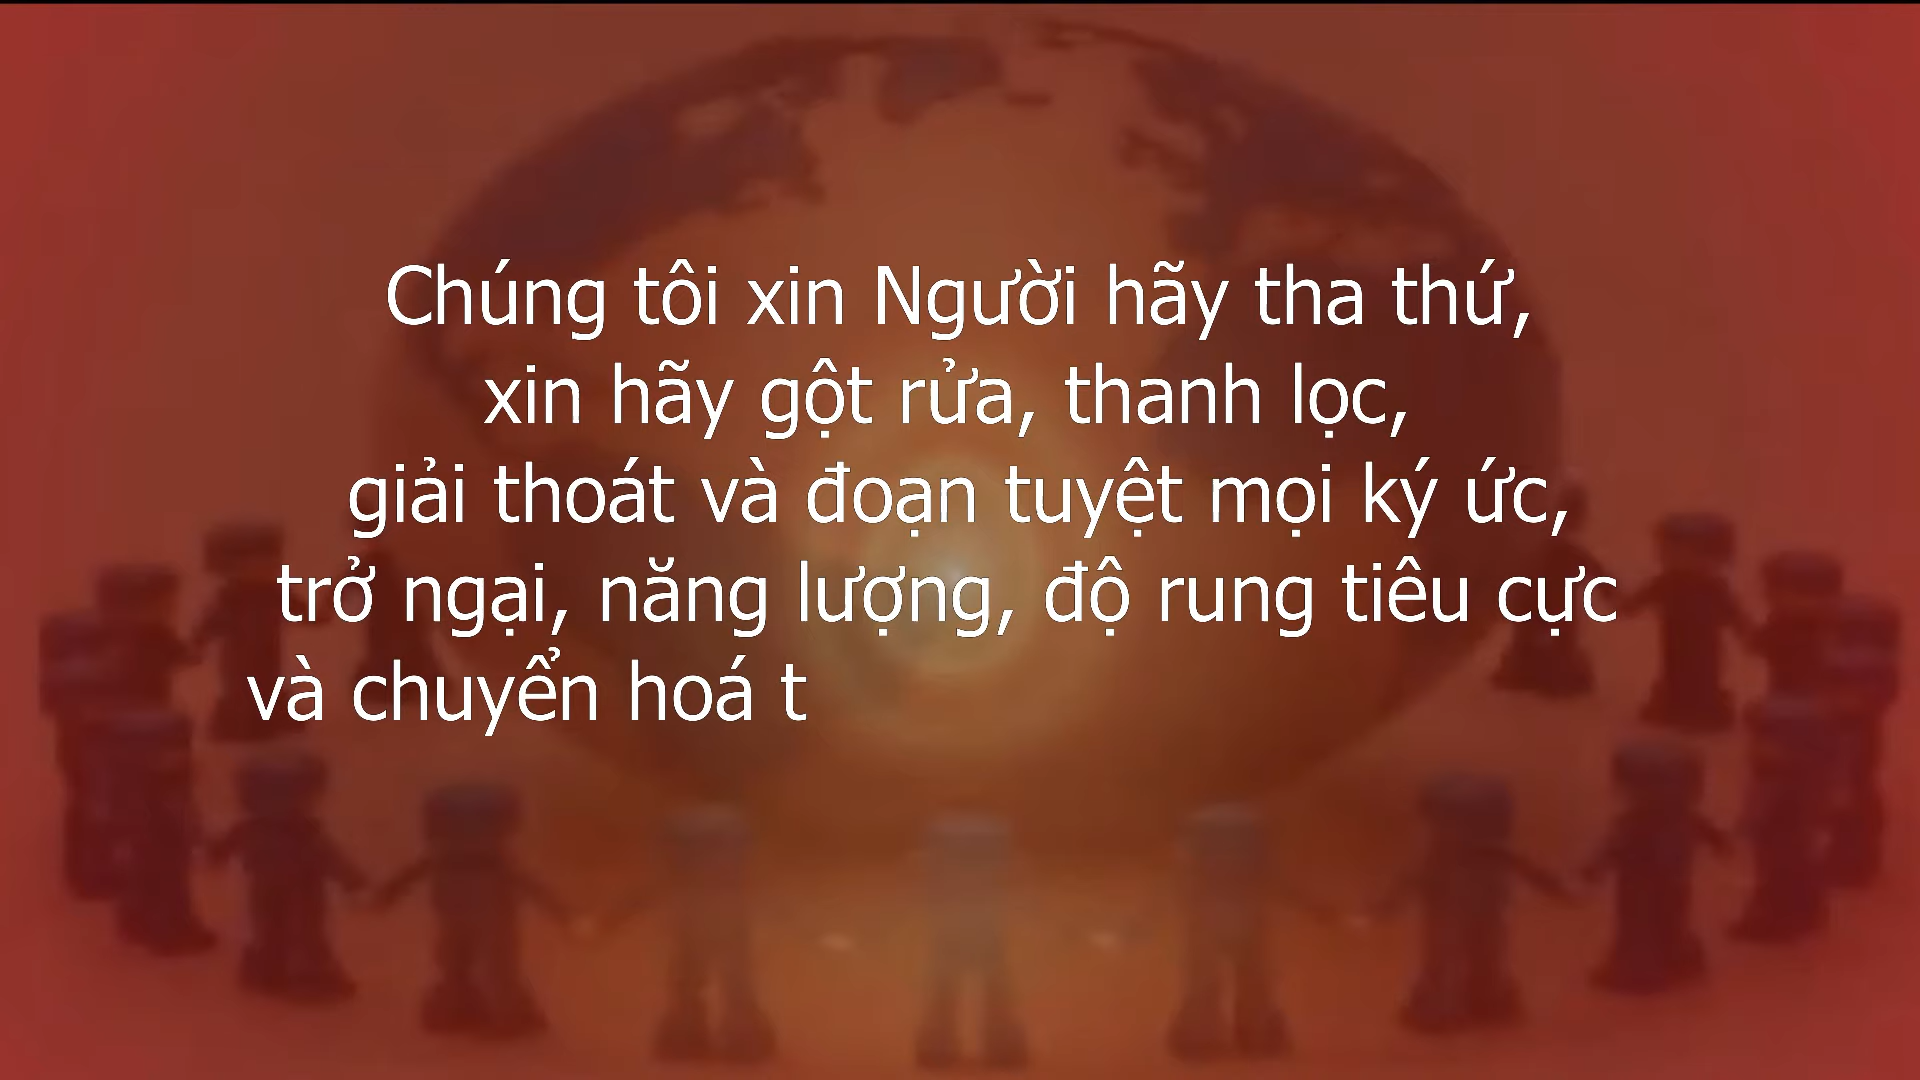 Chúng tôi xin Người hãy tha thứ,
xin hãy gột rửa, thanh lọc,
giải thoát và đoạn tuyệt mọi ký ức,
trở ngại, năng lượng, độ rung tiêu cực
và chuyển hoá t